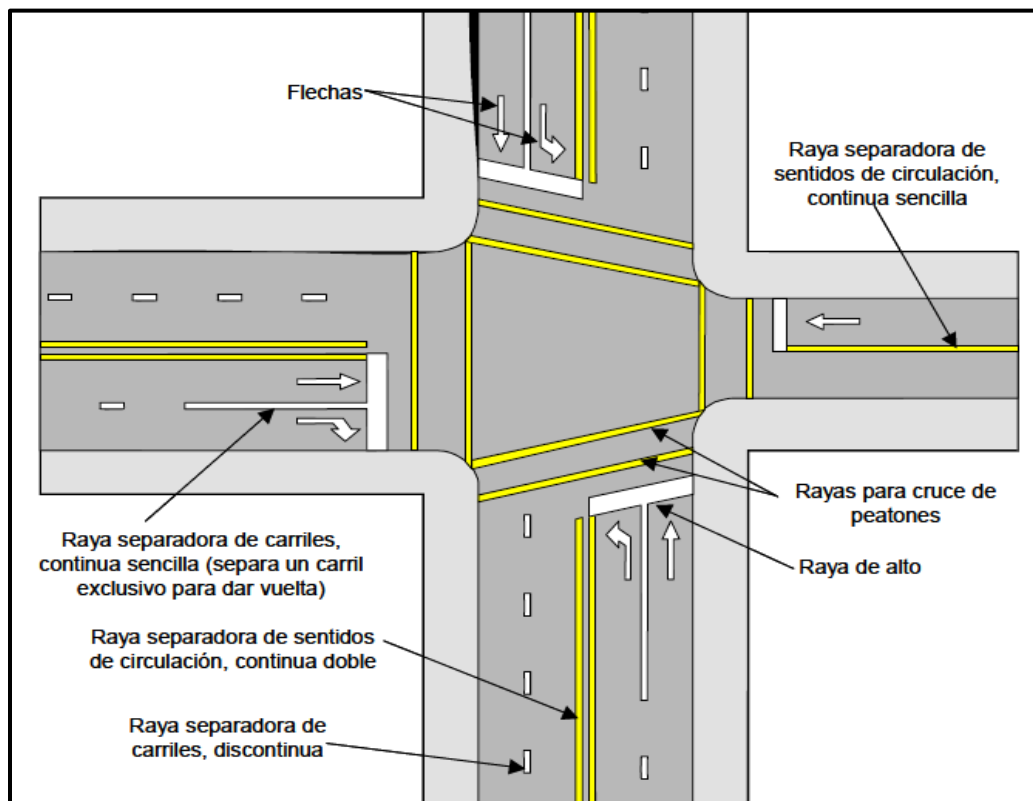 Flechas
Raya separadora de
sentidos de circulación,
continua sencilla
Rayas para cruce de
peatones
Raya de alto
Raya separadora de carriles,
continua sencilla (separa un carril
exclusivo para dar vuelta)
Raya separadora de sentidos
de circulación, continua doble
Raya separadora de
carriles, discontinua